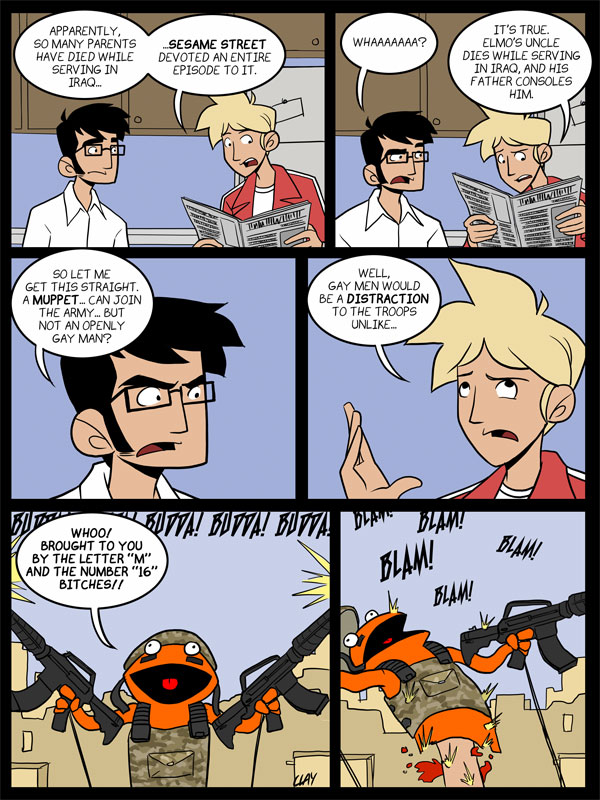 APPARENTLY,
SO MANY PARENTS
HAVE DIED WHILE
SERVING IN
IRAQ...
...SESAME STREET
DEVOTED AN ENTIRE
EPISODE TO IT.
WHAAAAAAA?
IT'S TRUE.
ELMO'S UNCLE
DIES WHILE SERVING
IN IRAQ, AND HIS
FATHER CONSOLES
HIM.
SO LET ME
GET THIS STRAIGHT.
A MUPPET... CAN JOIN
THE ARMY... BUT
NOT AN OPENLY
GAY MAN?
WELL,
GAY MEN WOULD
BE A DISTRACTION
TO THE TROOPS
UNLIKE...
BUDDA! BUDDA! BUDDA!
WHOO!
BROUGHT TO YOU
BY THE LETTER "M"
AND THE NUMBER "16"
BITCHES!!
CLAY
BLAM!
BLAM!
BLAM!
BLAM!
BLAM!